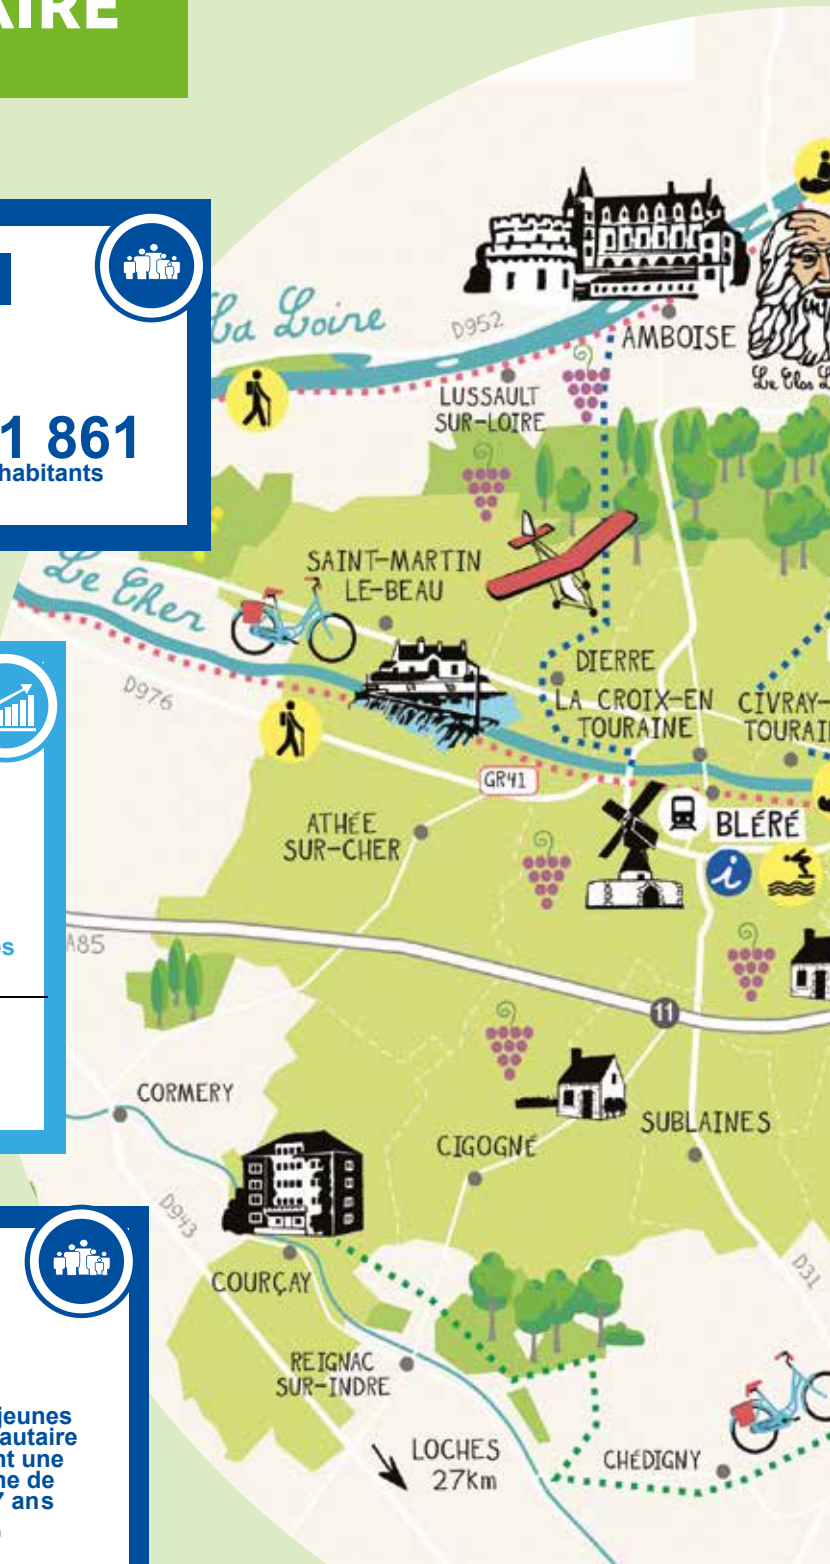 AIRE
1 861
habitants
es
jeunes
autaire
nt une
ne de
7 ans
La Loire
D952
AMBOISE
LUSSAULT
SUR-LOIRE
Le Clos L
SAINT-MARTIN
LE-BEAU
Le Cher
D976
DIERRE
LA CROIX-EN
TOURAINE
CIVRAY-
TOURAI
GR41
ATHÉE
SUR-CHER
BLÉRÉ
i
A85
11
CORMERY
CIGOGNÉ
SUBLAINES
D943
D31
COURÇAY
REIGNAC
SUR-INDRE
LOCHES
27km
CHÉDIGNY